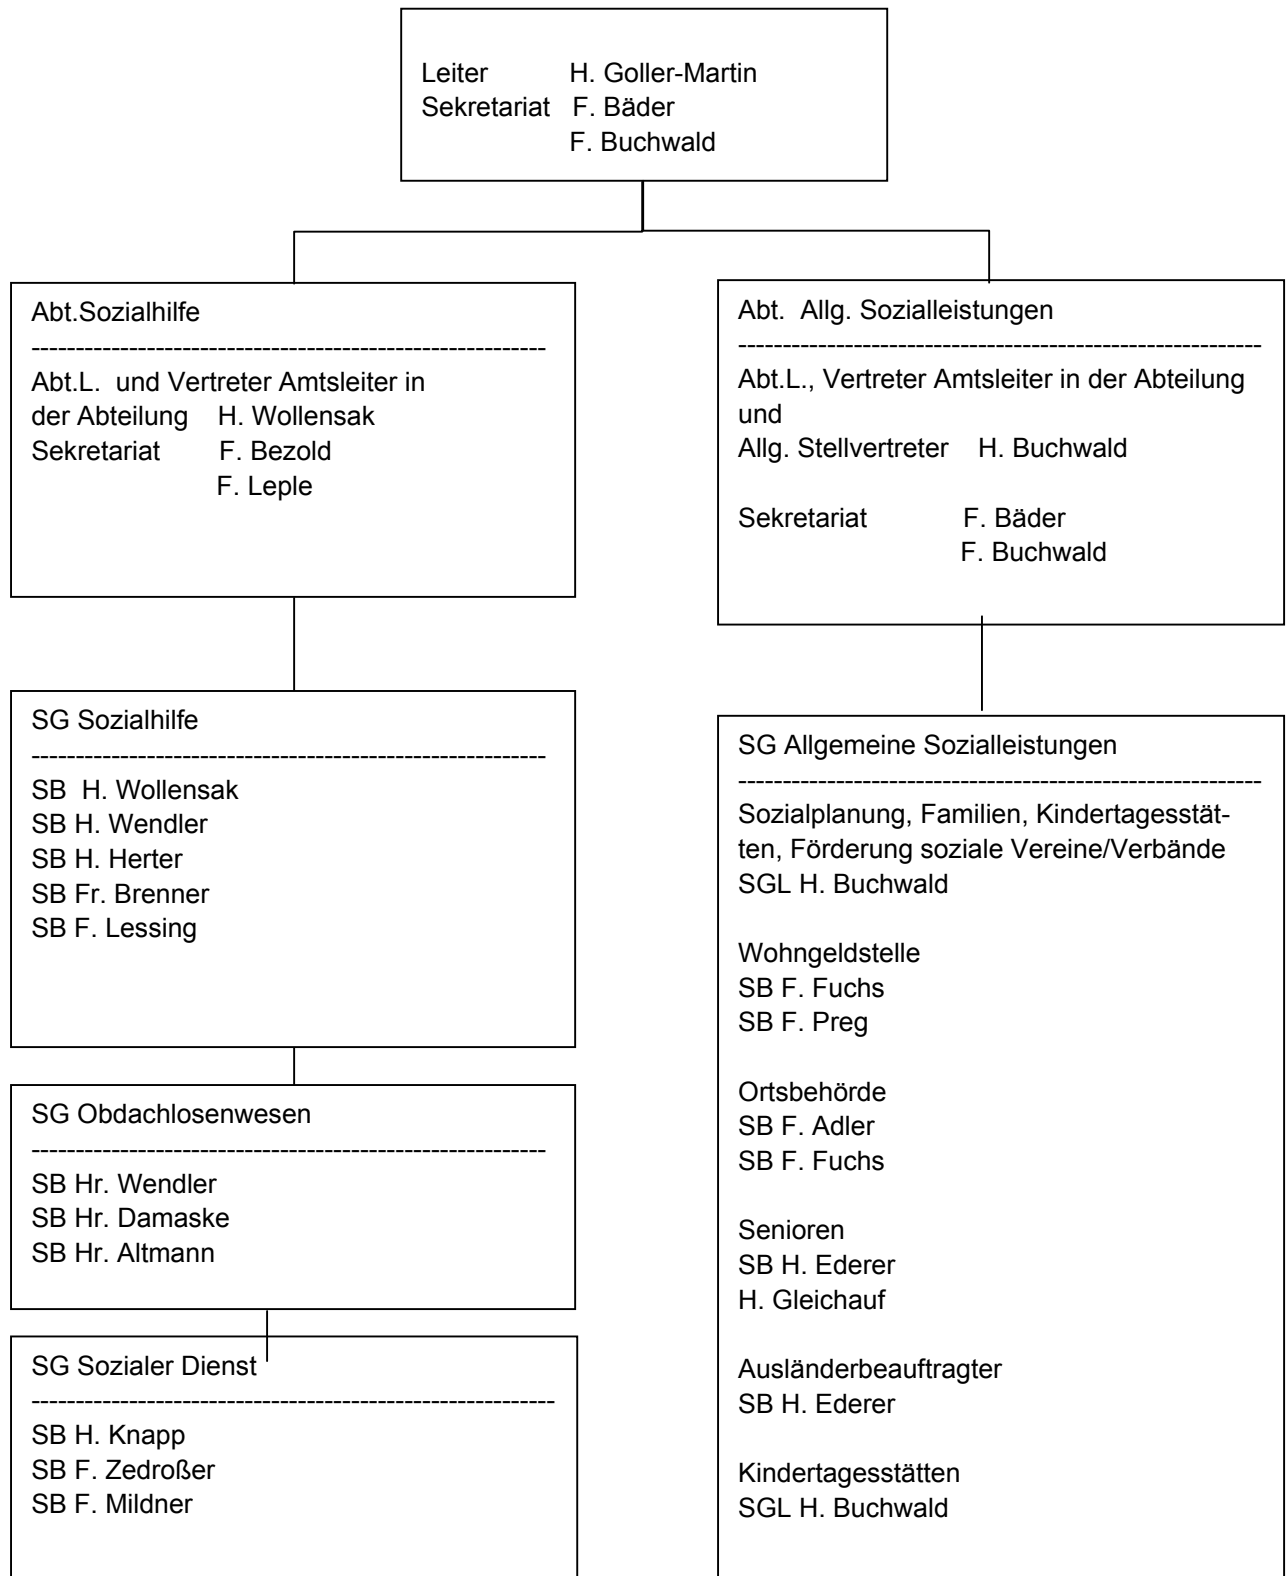 Leiter H. Goller-Martin
Sekretariat F. Bäder
F. Buchwald
Abt.Sozialhilfe
----------------------------------------------------------
Abt.L. und Vertreter Amtsleiter in
der Abteilung H. Wollensak
Sekretariat F. Bezold
F. Leple
Abt. Allg. Sozialleistungen
-----------------------------------------------------------
Abt.L., Vertreter Amtsleiter in der Abteilung
und
Allg. Stellvertreter H. Buchwald
Sekretariat F. Bäder
F. Buchwald
SG Sozialhilfe
----------------------------------------------------------
SB H. Wollensak
SB H. Wendler
SB H. Herter
SB Fr. Brenner
SB F. Lessing
SG Obdachlosenwesen
----------------------------------------------------------
SB Hr. Wendler
SB Hr. Damaske
SB Hr. Altmann
SG Sozialer Dienst
-----------------------------------------------------------
SB H. Knapp
SB F. Zedroßer
SB F. Mildner
SG Allgemeine Sozialleistungen
-----------------------------------------------------------
Sozialplanung, Familien, Kindertagesstät-
ten, Förderung soziale Vereine/Verbände
SGL H. Buchwald
Wohngeldstelle
SB F. Fuchs
SB F. Preg
Ortsbehörde
SB F. Adler
SB F. Fuchs
Senioren
SB H. Ederer
H. Gleichauf
Ausländerbeauftragter
SB H. Ederer
Kindertagesstätten
SGL H. Buchwald